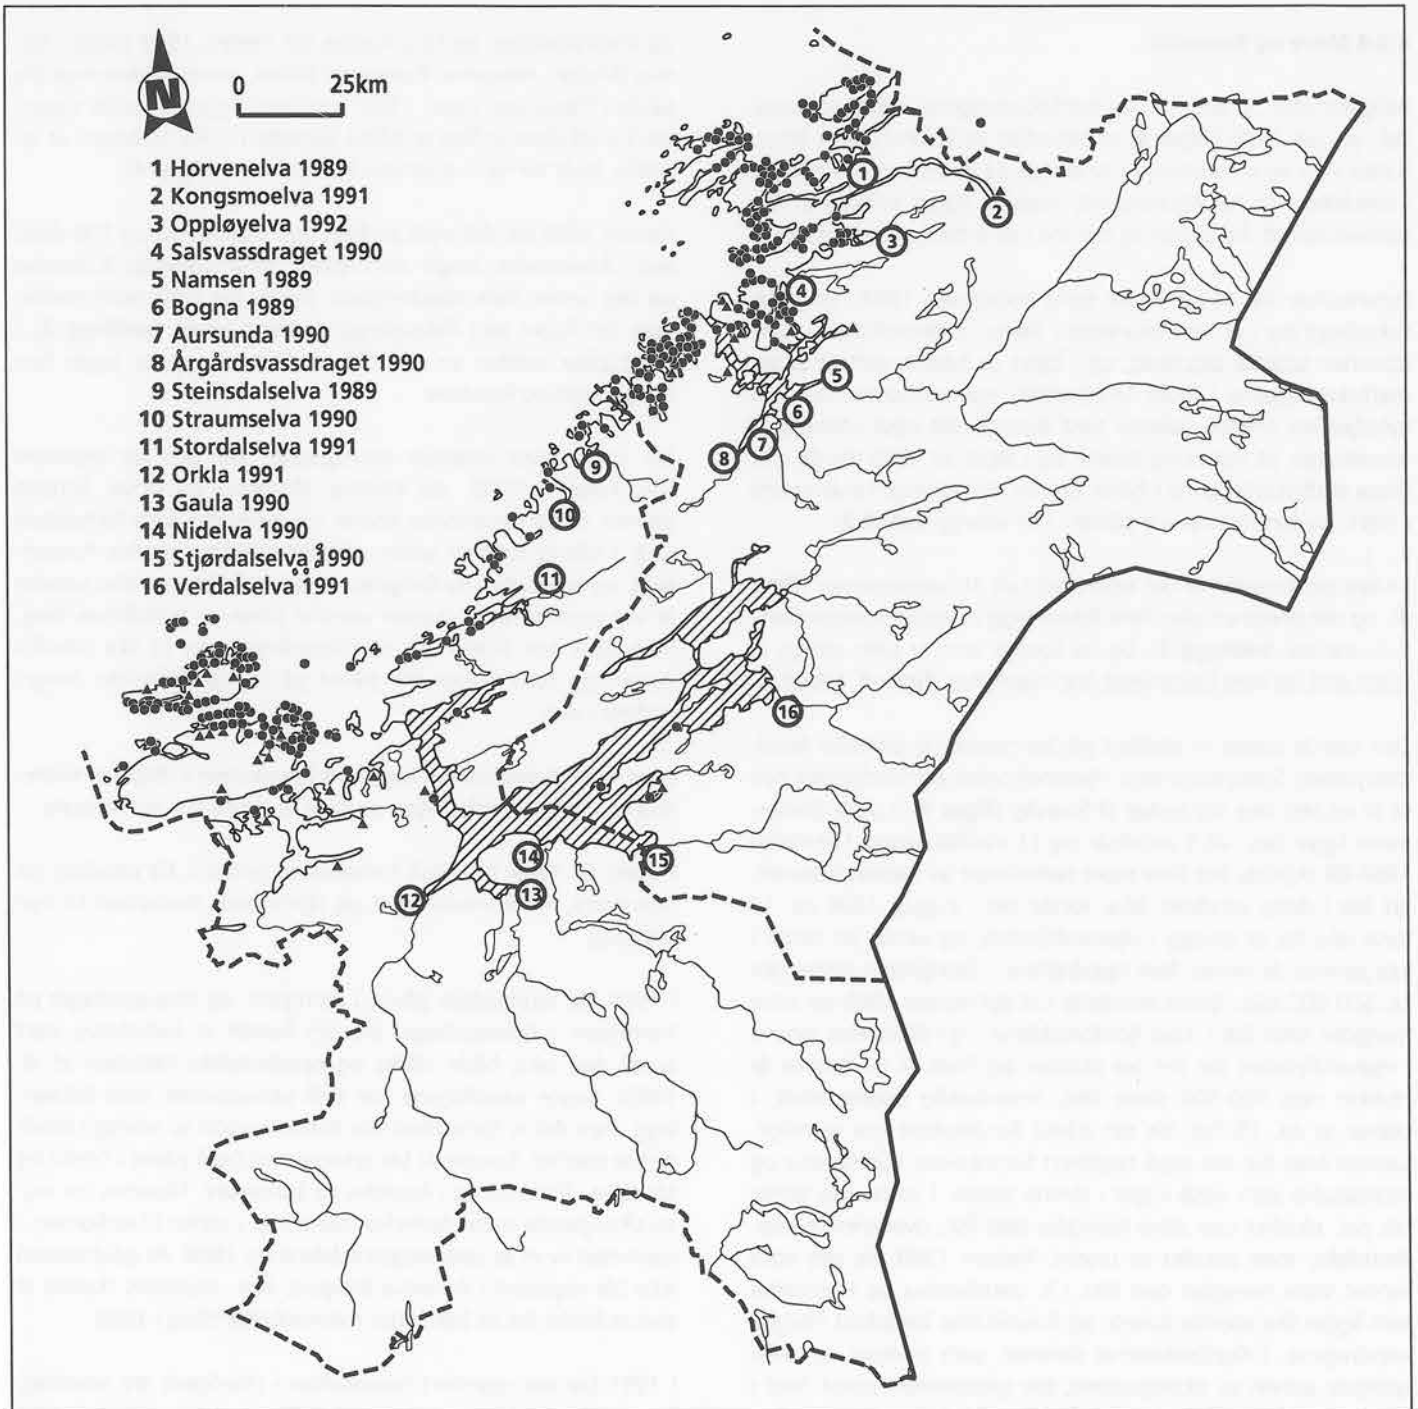 N
0 25km
1 Horvenelva 1989
2 Kongsmoelva 1991
3 Oppløyelva 1992
4 Salsvassdraget 1990
5 Namsen 1989
6 Bogna 1989
7 Aursunda 1990
8 Årgårdsvassdraget 1990
9 Steinsdalselva 1989
10 Straumselva 1990
11 Stordalselva 1991
12 Orkla 1991
13 Gaula 1990
14 Nidelva 1990
15 Stjørdalselva 1990
16 Verdalselva 1991
1
2
3
4
5
6
7
8
9
10
11
16
14
15
12
13